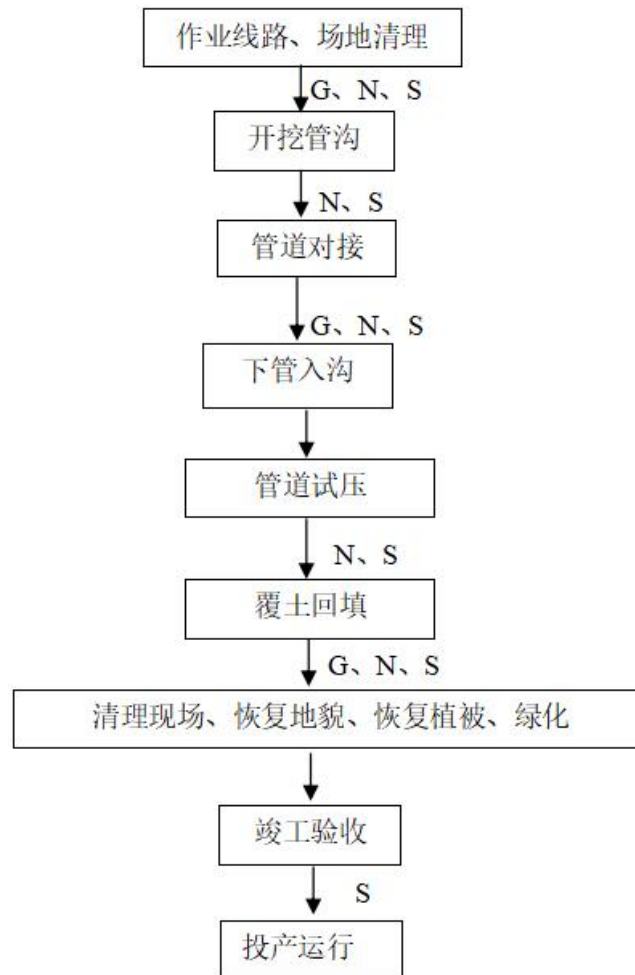 作业线路、场地清理
G、N、S
开挖管沟
N、S
管道对接
G、N、S
下管入沟
管道试压
N、S
覆土回填
G、N、S
清理现场、恢复地貌、恢复植被、绿化
竣工验收
S
投产运行